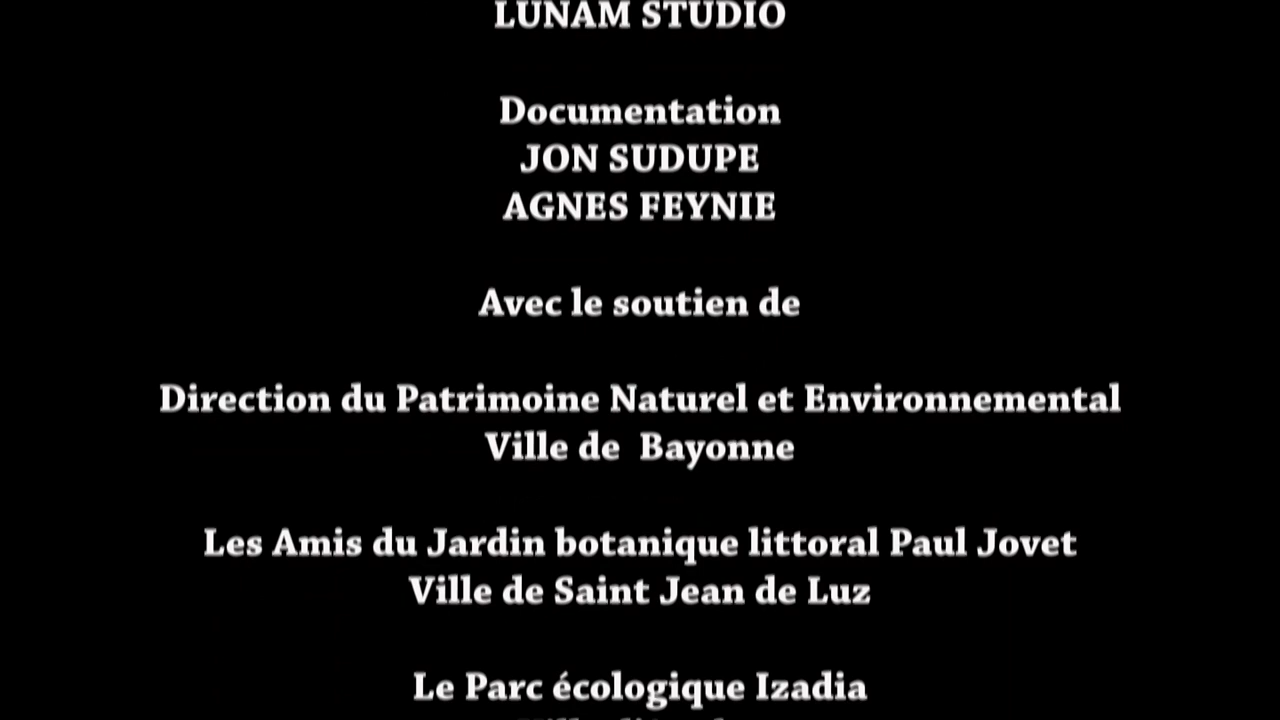 LUNAM STUDIO
Documentation
JON SUDUPE
AGNES FEYNIE
Avec le soutien de
Direction du Patrimoine Naturel et Environnemental
Ville de Bayonne
Les Amis du Jardin botanique littoral Paul Jovet
Ville de Saint Jean de Luz
Le Parc écologique Izadia